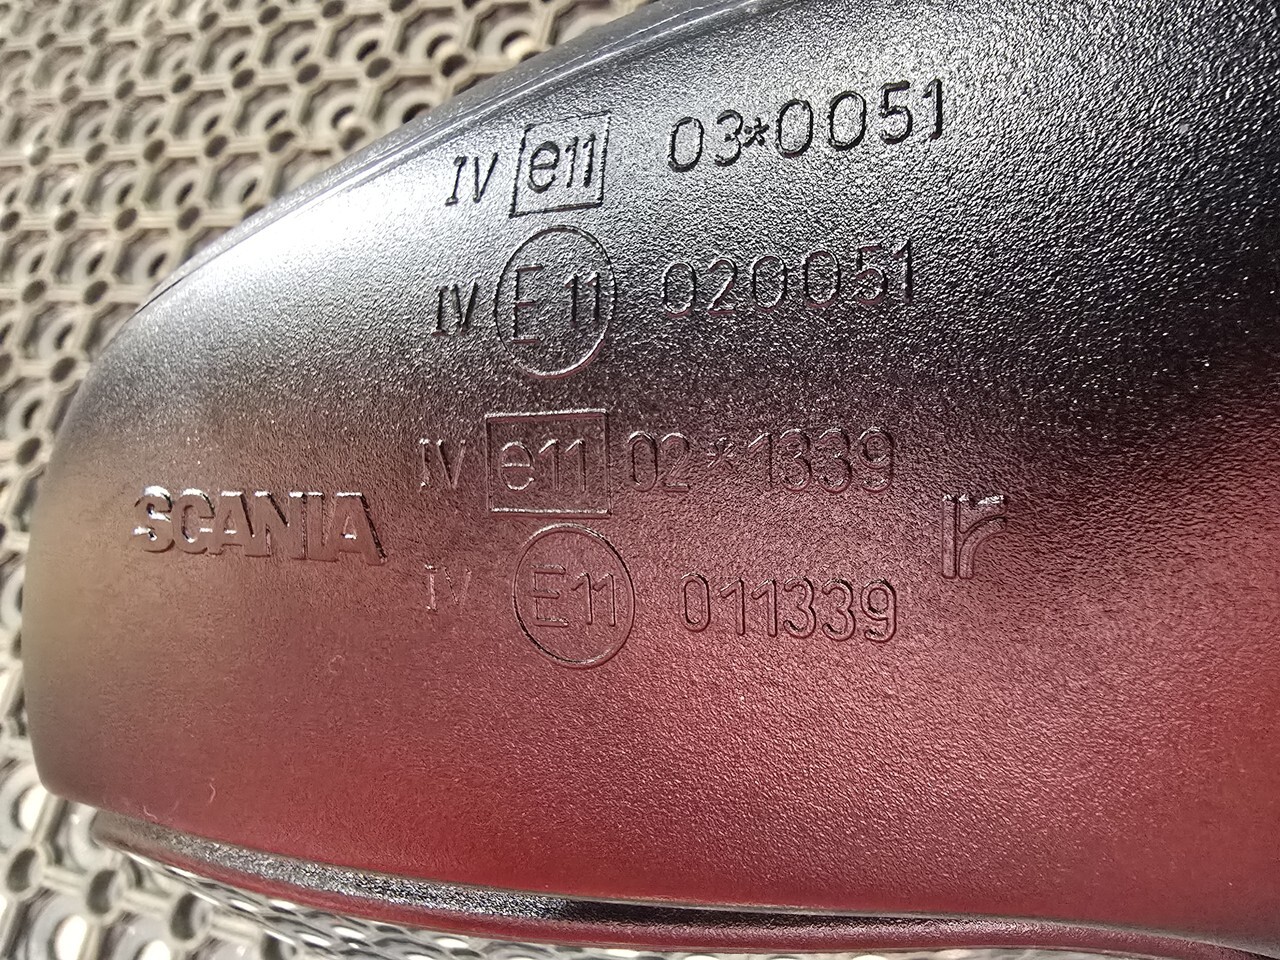 IV e11 03*0051
IV E11 020051
IV e11 02*1339
SCANIA
IV E11 011339